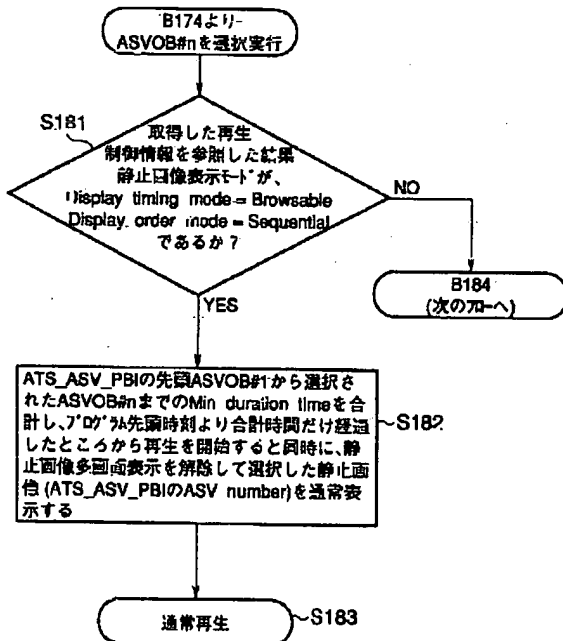 B174より
ASVOB#nを選択実行
S181
取得した再生
制御情報を参照した結果
静止画像表示モードが、
Display timing mode = Browsable
Display order mode = Sequential
であるか？
NO
B184
(次のフローへ)
YES
ATS_ASV_PBIの先頭ASVOB#1から選択さ
れたASVOB#nまでのMin duration timeを合
計し、プログラム先頭時刻より合計時間だけ経過
したところから再生を開始すると同時に、静
止画像多画面表示を解除して選択した静止画
像 (ATS_ASV_PBIのASV number)を通常表
示する
S182
通常再生
S183